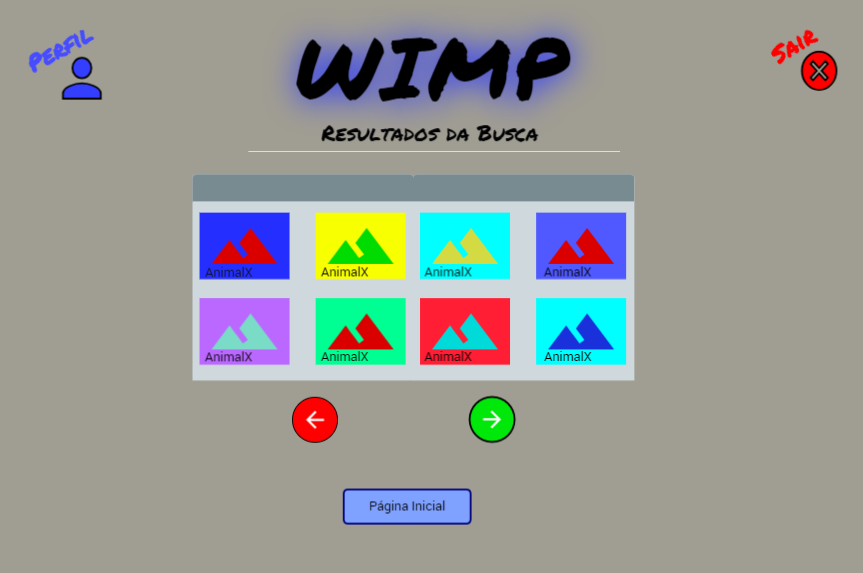 Perfil
WIMP
Sair
Resultados da Busca
AnimalX
AnimalX
AnimalX
AnimalX
AnimalX
AnimalX
AnimalX
AnimalX
Página Inicial